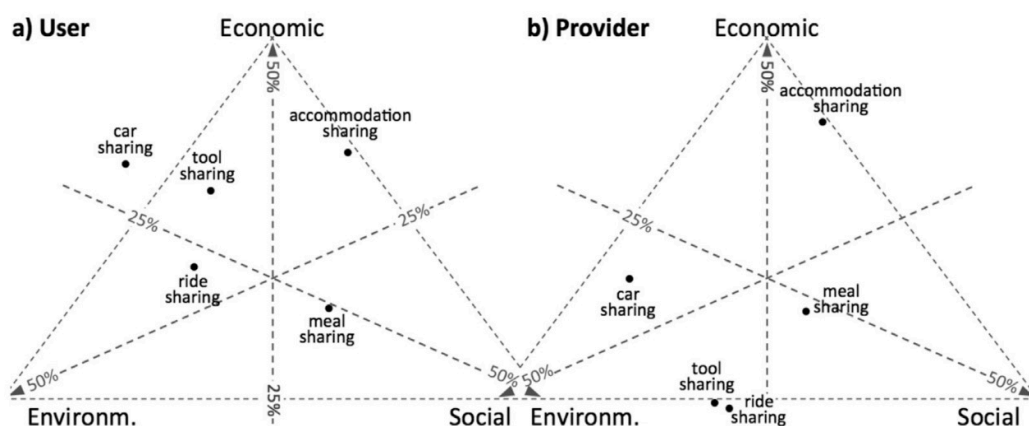 a) User
Economic
50%
accommodation
sharing
car
sharing
tool
sharing
25%
25%
ride
sharing
meal
sharing
50%
50%
25%
Environm.
Social
b) Provider
Economic
50%
accommodation
sharing
25%
25%
car
sharing
meal
sharing
tool
sharing
ride
sharing
50%
50%
25%
Environm.
Social